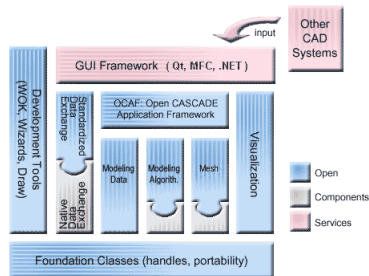 Other
CAD
Systems
input
GUI Framework ( Qt, MFC, .NET )
Development Tools
(WOK, Wizards, Draw)
Standardized
Data
Exchange
Native
Data
Exchange
OCAF: Open CASCADE
Application Framework
Modeling
Data
Modeling
Algorith.
Mesh
Visualization
Open
Components
Services
Foundation Classes (handles, portability)